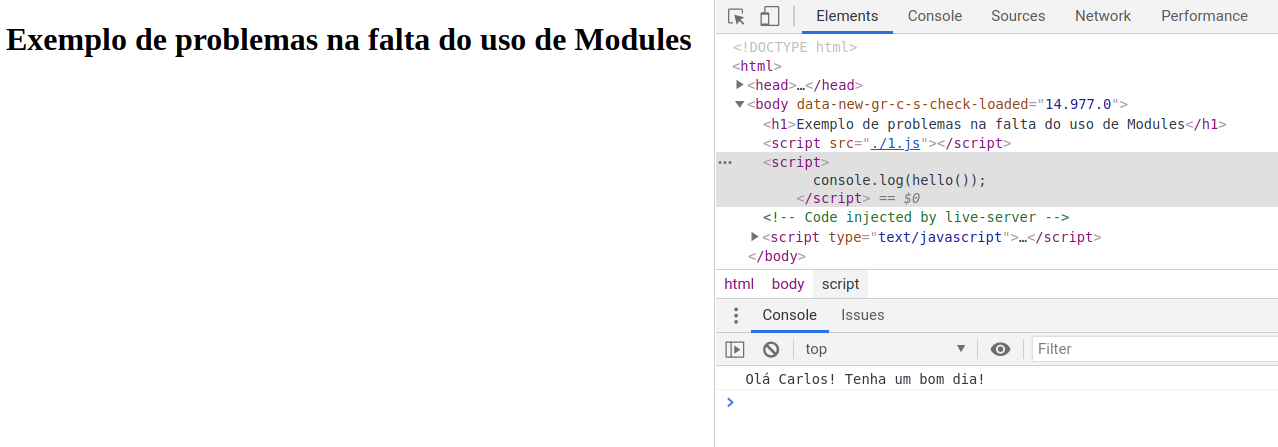 Exemplo de problemas na falta do uso de Modules
Elements Console Sources Network Performance
<!DOCTYPE html>
<html>
<head>…</head>
<body data-new-gr-c-s-check-loaded="14.977.0">
<h1>Exemplo de problemas na falta do uso de Modules</h1>
<script src="./1.js"></script>
<script>
console.log(hello());
</script> == $0
<!-- Code injected by live-server -->
<script type="text/javascript">…</script>
</body>
html body script
Console Issues
top Filter
Olá Carlos! Tenha um bom dia!